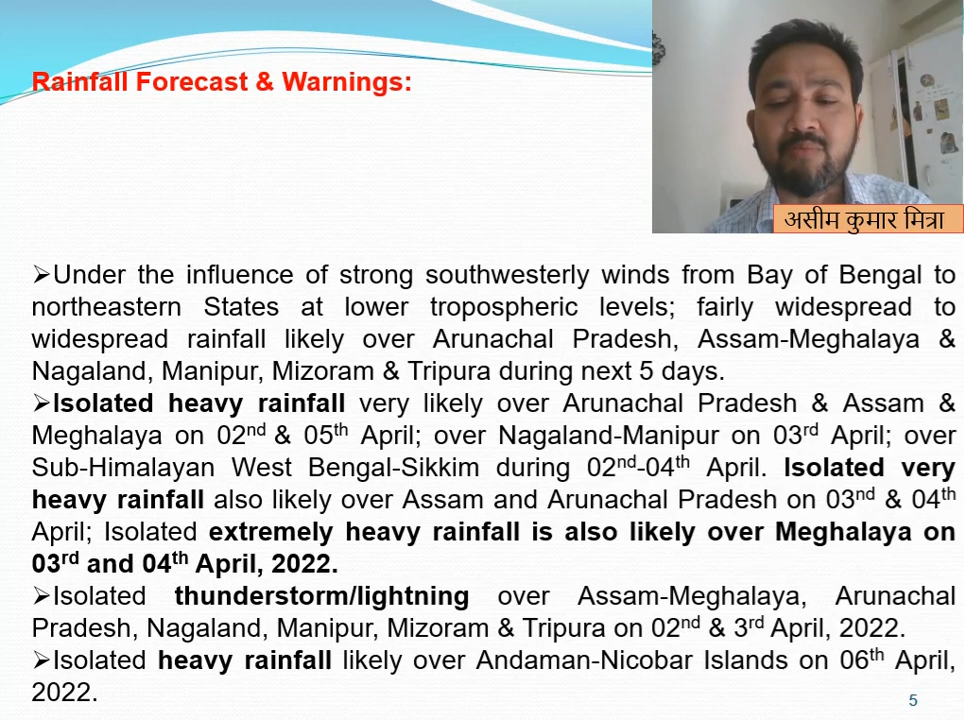 Rainfall Forecast & Warnings:
असीम कुमार मित्रा
➢Under the influence of strong southwesterly winds from Bay of Bengal to
northeastern States at lower tropospheric levels; fairly widespread to
widespread rainfall likely over Arunachal Pradesh, Assam-Meghalaya &
Nagaland, Manipur, Mizoram & Tripura during next 5 days.
➢Isolated heavy rainfall very likely over Arunachal Pradesh & Assam &
Meghalaya on 02nd & 05th April; over Nagaland-Manipur on 03rd April; over
Sub-Himalayan West Bengal-Sikkim during 02nd-04th April. Isolated very
heavy rainfall also likely over Assam and Arunachal Pradesh on 03nd & 04th
April; Isolated extremely heavy rainfall is also likely over Meghalaya on
03rd and 04th April, 2022.
➢Isolated thunderstorm/lightning over Assam-Meghalaya, Arunachal
Pradesh, Nagaland, Manipur, Mizoram & Tripura on 02nd & 3rd April, 2022.
➢Isolated heavy rainfall likely over Andaman-Nicobar Islands on 06th April,
2022.
5